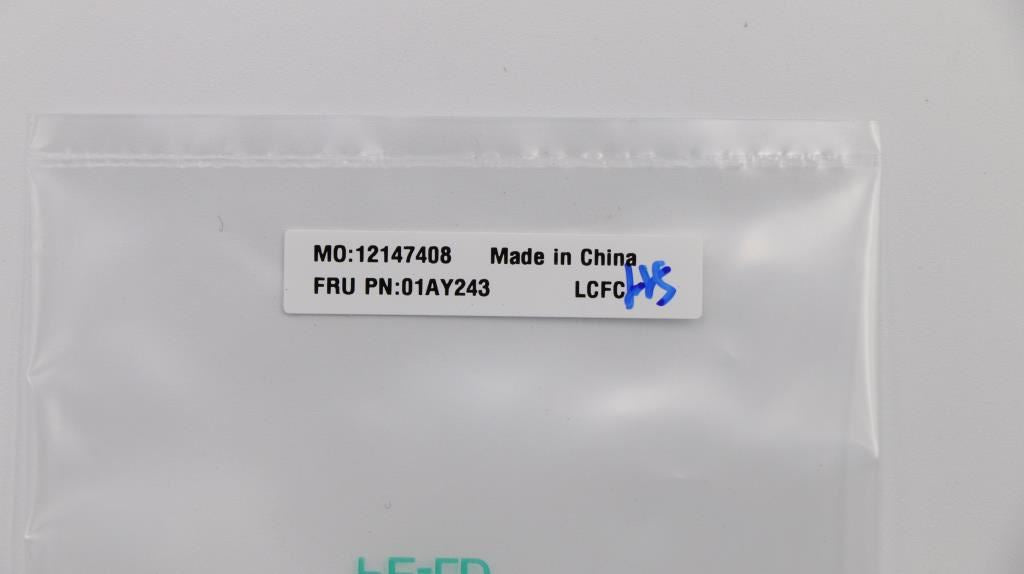 MO:12147408 Made in China
FRU PN:01AY243 LCFC